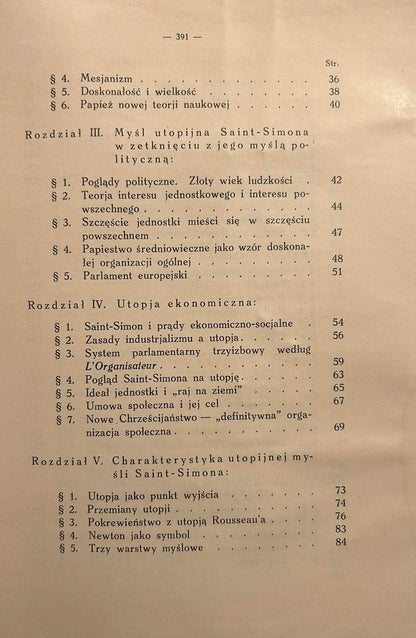 — 391 —
Str.
§ 4. Mesjanizm . . . . . . . . . . . . . 36
§ 5. Doskonałość i wielkość . . . . . . . . 38
§ 6. Papież nowej teorji naukowej . . . . . . 40
Rozdział III. Myśl utopijna Saint-Simona
w zetknięciu z jego myślą po-
lityczną:
§ 1. Poglądy polityczne. Złoty wiek ludzkości . 42
§ 2. Teorja interesu jednostkowego i interesu po-
wszechnego . . . . . . . . . . . . 44
§ 3. Szczęście jednostki mieści się w szczęściu
powszechnem . . . . . . . . . . . 47
§ 4. Papiestwo średniowieczne jako wzór doskona-
łej organizacji ogólnej . . . . . . . . 48
§ 5. Parlament europejski . . . . . . . . 51
Rozdział IV. Utopja ekonomiczna:
§ 1. Saint-Simon i prądy ekonomiczno-socjalne . 54
§ 2. Zasady industrjalizmu a utopja . . . . . . 56
§ 3. System parlamentarny trzyizbowy według
L'Organisateur . . . . . . . . . . . 59
§ 4. Pogląd Saint-Simona na utopję . . . . . . 63
§ 5. Ideał jednostki i „raj na ziemi” . . . . . 65
§ 6. Umowa społeczna i jej cel . . . . . . . 67
§ 7. Nowe Chrześcijaństwo — „definitywna” orga-
nizacja społeczna . . . . . . . . . . 69
Rozdział V. Charakterystyka utopijnej my-
śli Saint-Simona:
§ 1. Utopja jako punkt wyjścia . . . . . . . 73
§ 2. Przemiany utopji . . . . . . . . . . 74
§ 3. Pokrewieństwo z utopją Rousseau'a . . . . 76
§ 4. Newton jako symbol . . . . . . . . . 83
§ 5. Trzy warstwy myślowe . . . . . . . . 84